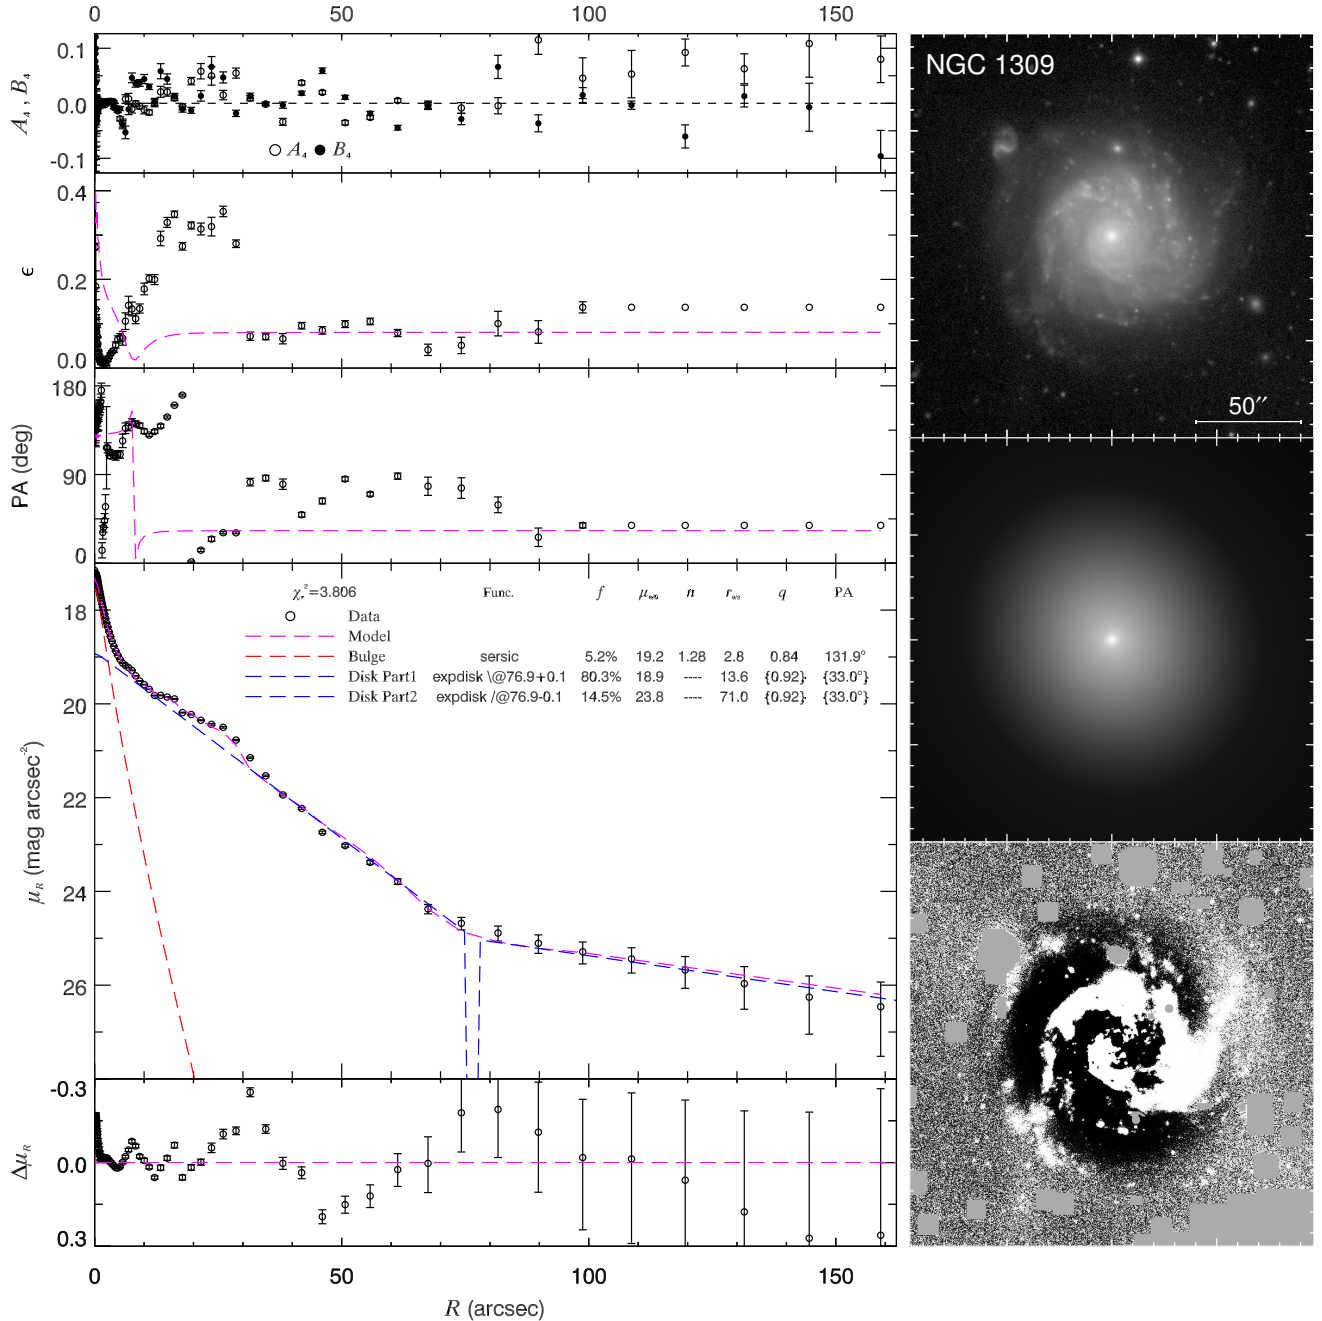 0 50 100 150
0.1
0.0
-0.1
A₄ , B₄
A₄ B₄
NGC 1309
50′′
0.4
0.2
0.0
ϵ
180
90
0
PA (deg)
χᵣ²=3.806 Func. f μₑ/₀ n rₑ/ₛ q PA
Data
Model
Bulge sersic 5.2% 19.2 1.28 2.8 0.84 131.9°
Disk Part1 expdisk \@76.9+0.1 80.3% 18.9 ---- 13.6 {0.92} {33.0°}
Disk Part2 expdisk /@76.9-0.1 14.5% 23.8 ---- 71.0 {0.92} {33.0°}
18
20
22
24
26
μ_R (mag arcsec⁻²)
-0.3
0.0
0.3
Δμ_R
0 50 100 150
R (arcsec)